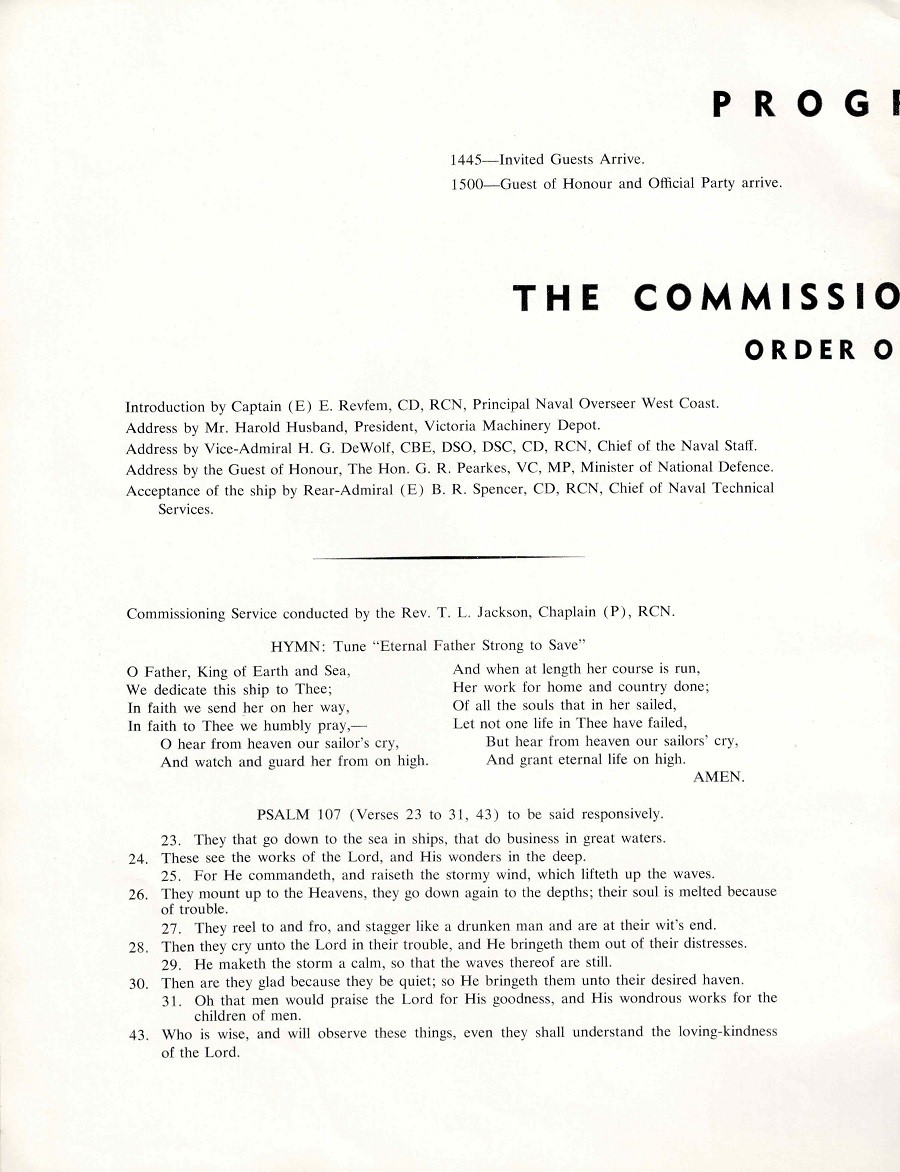 PROG
1445—Invited Guests Arrive.
1500—Guest of Honour and Official Party arrive.
THE COMMISSIO
ORDER O
Introduction by Captain (E) E. Revfem, CD, RCN, Principal Naval Overseer West Coast.
Address by Mr. Harold Husband, President, Victoria Machinery Depot.
Address by Vice-Admiral H. G. DeWolf, CBE, DSO, DSC, CD, RCN, Chief of the Naval Staff.
Address by the Guest of Honour, The Hon. G. R. Pearkes, VC, MP, Minister of National Defence.
Acceptance of the ship by Rear-Admiral (E) B. R. Spencer, CD, RCN, Chief of Naval Technical
Services.
Commissioning Service conducted by the Rev. T. L. Jackson, Chaplain (P), RCN.
HYMN: Tune “Eternal Father Strong to Save”
O Father, King of Earth and Sea,
We dedicate this ship to Thee;
In faith we send her on her way,
In faith to Thee we humbly pray,—
O hear from heaven our sailor's cry,
And watch and guard her from on high.
And when at length her course is run,
Her work for home and country done;
Of all the souls that in her sailed,
Let not one life in Thee have failed,
But hear from heaven our sailors' cry,
And grant eternal life on high.
AMEN.
PSALM 107 (Verses 23 to 31, 43) to be said responsively.
23. They that go down to the sea in ships, that do business in great waters.
24. These see the works of the Lord, and His wonders in the deep.
25. For He commandeth, and raiseth the stormy wind, which lifteth up the waves.
26. They mount up to the Heavens, they go down again to the depths; their soul is melted because
of trouble.
27. They reel to and fro, and stagger like a drunken man and are at their wit's end.
28. Then they cry unto the Lord in their trouble, and He bringeth them out of their distresses.
29. He maketh the storm a calm, so that the waves thereof are still.
30. Then are they glad because they be quiet; so He bringeth them unto their desired haven.
31. Oh that men would praise the Lord for His goodness, and His wondrous works for the
children of men.
43. Who is wise, and will observe these things, even they shall understand the loving-kindness
of the Lord.